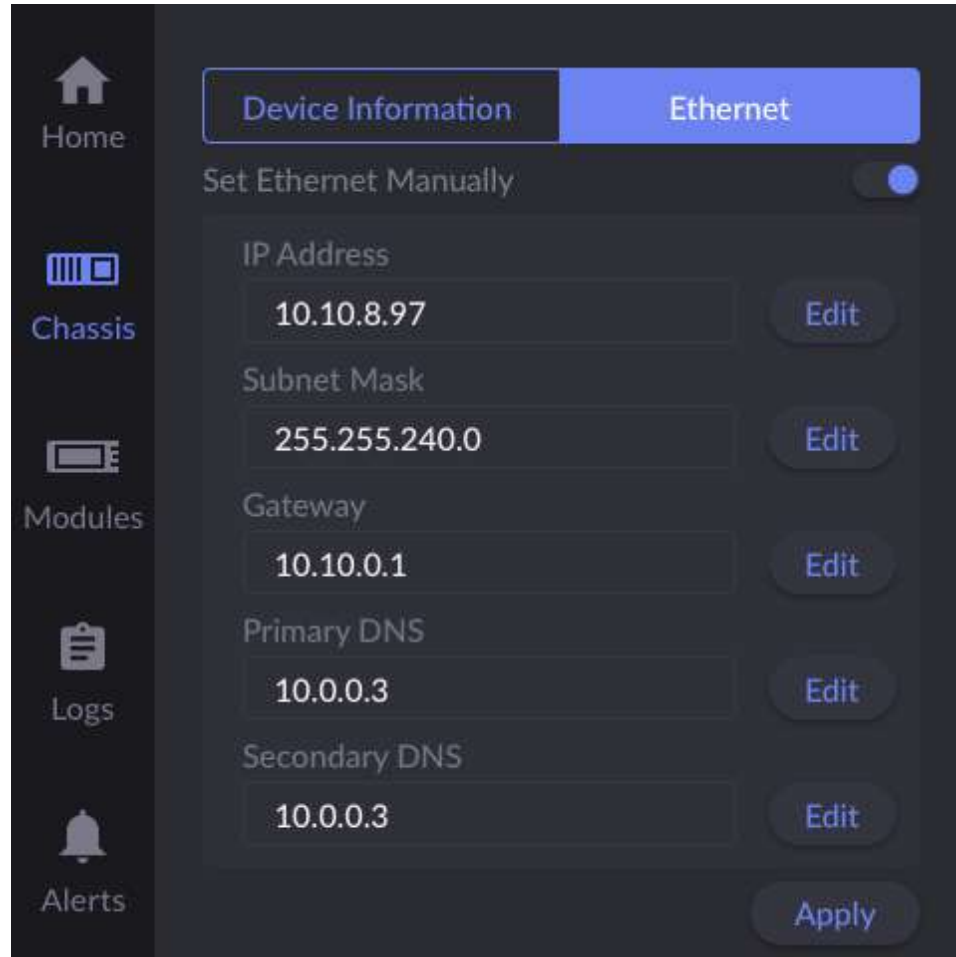 Home
Chassis
Modules
Logs
Alerts
Device Information
Ethernet
Set Ethernet Manually
IP Address
10.10.8.97 Edit
Subnet Mask
255.255.240.0 Edit
Gateway
10.10.0.1 Edit
Primary DNS
10.0.0.3 Edit
Secondary DNS
10.0.0.3 Edit
Apply